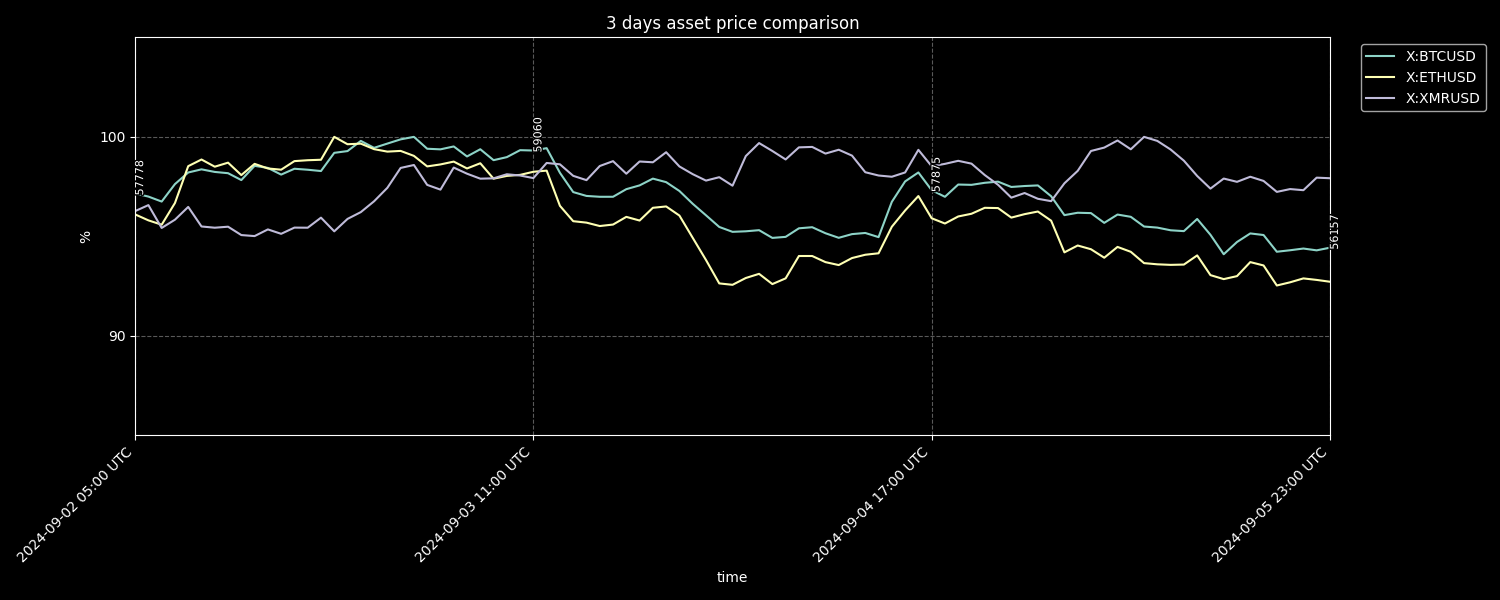 3 days asset price comparison
X:BTCUSD
X:ETHUSD
X:XMRUSD
100
90
%
57778
59060
57875
56157
2024-09-02 05:00 UTC
2024-09-03 11:00 UTC
2024-09-04 17:00 UTC
2024-09-05 23:00 UTC
time